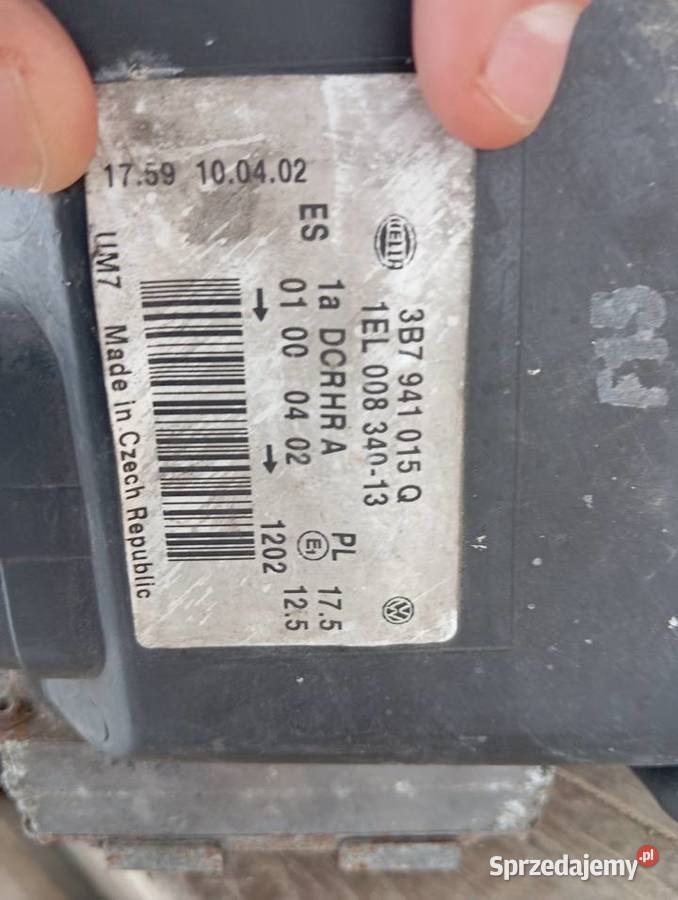 17.59 10.04.02
HELLA
3B7 941 015 Q
1EL 008 340-13
ES 1a DCRHR A PL 17.5
01 00 04 02 E1 12.5
1202
UM7 Made in Czech Republic
Sprzedajemy.pl